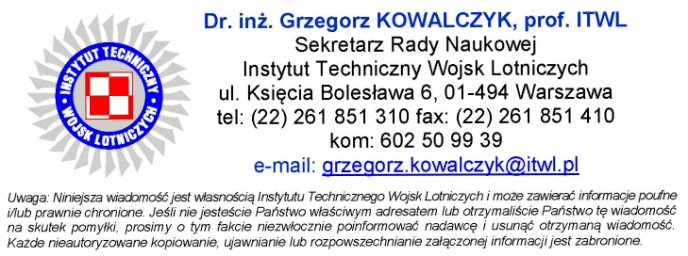 INSTYTUT TECHNICZNY
WOJSK LOTNICZYCH
Dr. inż. Grzegorz KOWALCZYK, prof. ITWL
Sekretarz Rady Naukowej
Instytut Techniczny Wojsk Lotniczych
ul. Księcia Bolesława 6, 01-494 Warszawa
tel: (22) 261 851 310 fax: (22) 261 851 410
kom: 602 50 99 39
e-mail: grzegorz.kowalczyk@itwl.pl
Uwaga: Niniejsza wiadomość jest własnością Instytutu Technicznego Wojsk Lotniczych i może zawierać informacje poufne
i/lub prawnie chronione. Jeśli nie jesteście Państwo właściwym adresatem lub otrzymaliście Państwo tę wiadomość
na skutek pomyłki, prosimy o tym fakcie niezwłocznie poinformować nadawcę i usunąć otrzymaną wiadomość.
Każde nieautoryzowane kopiowanie, ujawnianie lub rozpowszechnianie załączonej informacji jest zabronione.